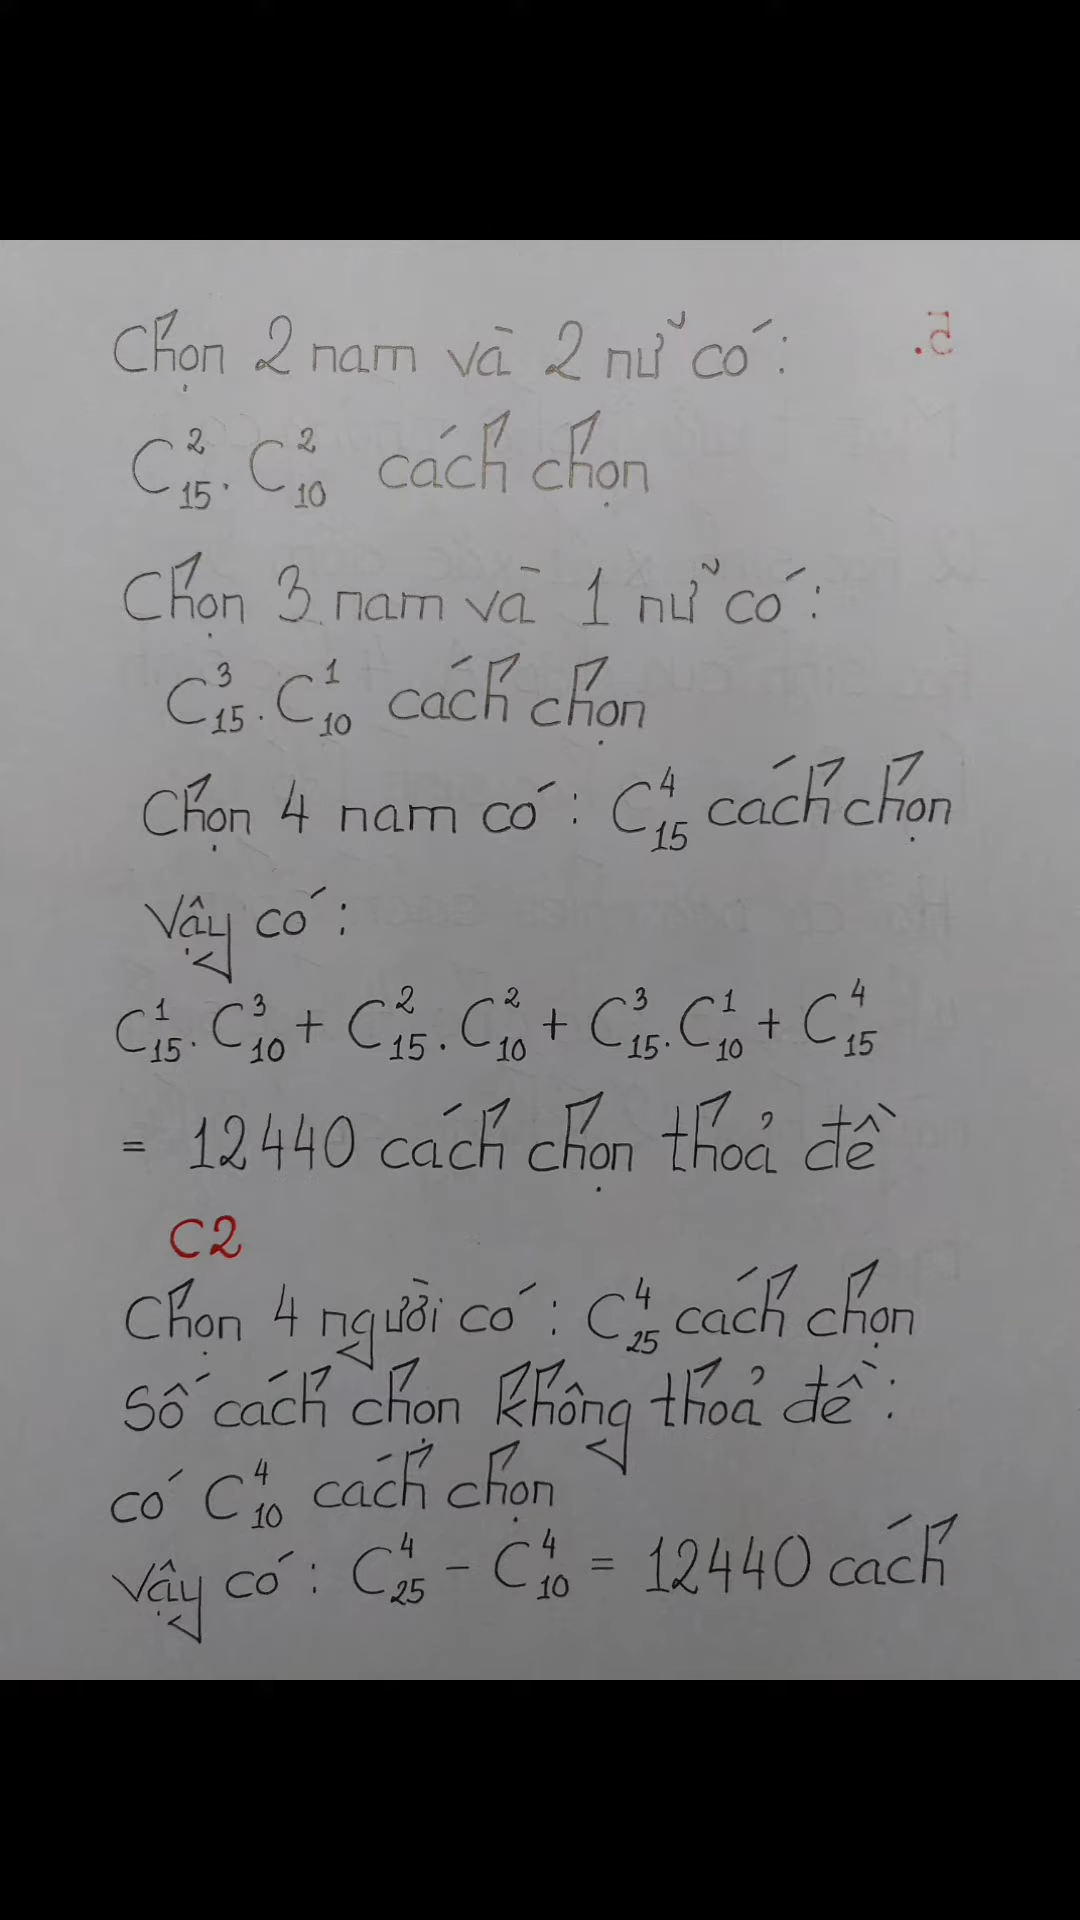 Chọn 2 nam và 2 nữ có:
C²₁₅ . C²₁₀ cách chọn
Chọn 3 nam và 1 nữ có:
C³₁₅ . C¹₁₀ cách chọn
Chọn 4 nam có: C⁴₁₅ cách chọn
Vậy có:
C¹₁₅ . C³₁₀ + C²₁₅ . C²₁₀ + C³₁₅ . C¹₁₀ + C⁴₁₅
= 12440 cách chọn thoả đề
C2
Chọn 4 người có: C⁴₂₅ cách chọn
Số cách chọn không thoả đề:
có C⁴₁₀ cách chọn
Vậy có: C⁴₂₅ - C⁴₁₀ = 12440 cách